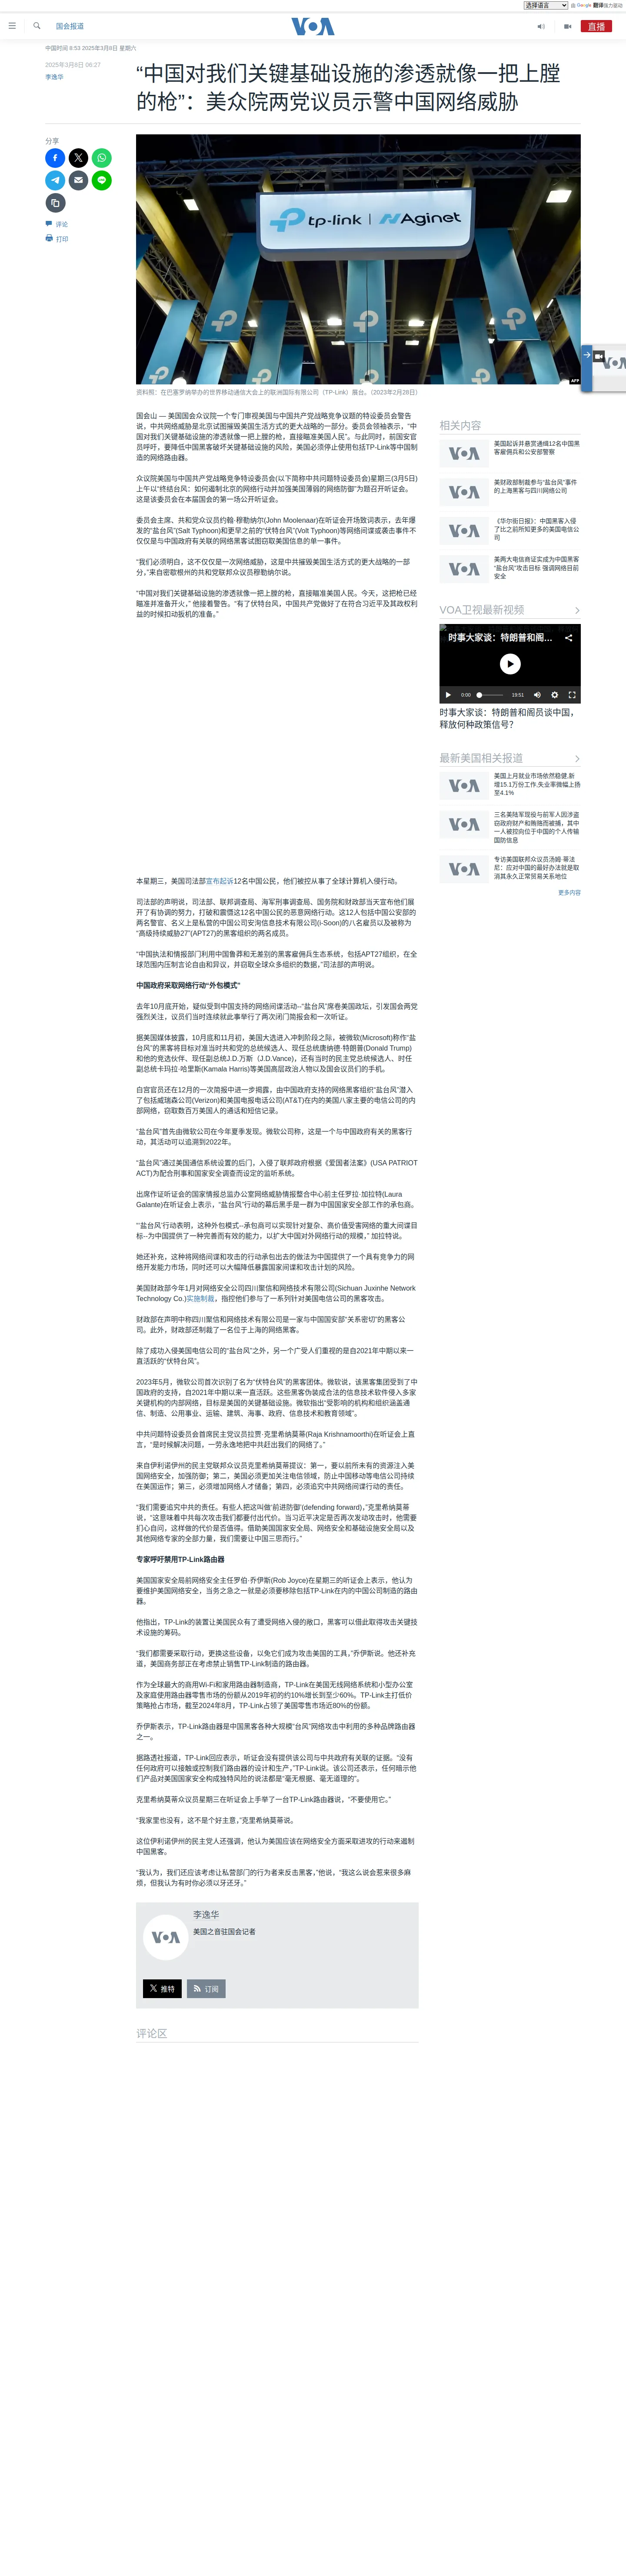 选择语言
由 Google 翻译强力驱动
国会报道
VOA
直播
中国时间 8:53 2025年3月8日 星期六
2025年3月6日 06:27
李逸华
“中国对我们关键基础设施的渗透就像一把上膛
的枪”：美众院两党议员示警中国网络威胁
分享
评论
打印
tp-link Aginet
AFP
资料照：在巴塞罗纳举办的世界移动通信大会上的联洲国际有限公司（TP-Link）展台。（2023年2月28日）
国会山 — 美国国会众议院一个专门审视美国与中国共产党战略竞争议题的特设委员会警告
说，中共网络威胁是北京试图摧毁美国生活方式的更大战略的一部分。委员会领袖表示，“中
国对我们关键基础设施的渗透就像一把上膛的枪，直接瞄准美国人民”。与此同时，前国安官
员呼吁，要降低中共黑客破坏关键基础设施的风险，美国必须停止使用包括TP-Link等中国制
造的网络路由器。
众议院美国与中国共产党战略竞争特设委员会(以下简称中共问题特设委员会)星期三(3月5日)
上午以“终结台风：如何遏制北京的网络行动并加强美国薄弱的网络防御”为题召开听证会。
这是该委员会在本届国会的第一场公开听证会。
委员会主席、共和党众议员约翰·穆勒纳尔(John Moolenaar)在听证会开场致词表示，去年爆
发的“盐台风”(Salt Typhoon)和更早之前的“伏特台风”(Volt Typhoon)等网络间谍或袭击事件不
仅仅是与中国政府有关联的网络黑客试图窃取美国信息的单一事件。
“我们必须明白，这不仅仅是一次网络威胁，这是中共摧毁美国生活方式的更大战略的一部
分，”来自密歇根州的共和党联邦众议员穆勒纳尔说。
“中国对我们关键基础设施的渗透就像一把上膛的枪，直接瞄准美国人民。今天，这把枪已经
瞄准并准备开火，” 他接着警告。“有了伏特台风，中国共产党做好了在符合习近平及其政权利
益的时候扣动扳机的准备。”
本星期三，美国司法部宣布起诉12名中国公民，他们被控从事了全球计算机入侵行动。
司法部的声明说，司法部、联邦调查局、海军刑事调查局、国务院和财政部当天宣布他们展
开了有协调的努力，打破和震慑这12名中国公民的恶意网络行动。这12人包括中国公安部的
两名警官、名义上是私营的中国公司安洵信息技术有限公司(i-Soon)的八名雇员以及被称为
“高级持续威胁27”(APT27)的黑客组织的两名成员。
“中国执法和情报部门利用中国鲁莽和无差别的黑客雇佣兵生态系统，包括APT27组织，在全
球范围内压制言论自由和异议，并窃取全球众多组织的数据，”司法部的声明说。
中国政府采取网络行动“外包模式”
去年10月底开始，疑似受到中国支持的网络间谍活动--“盐台风”席卷美国政坛，引发国会两党
强烈关注，议员们当时连续就此事举行了两次闭门简报会和一次听证。
据美国媒体披露，10月底和11月初，美国大选进入冲刺阶段之际，被微软(Microsoft)称作“盐
台风”的黑客将目标对准当时共和党的总统候选人、现任总统唐纳德·特朗普(Donald Trump)
和他的竞选伙伴、现任副总统J.D.万斯（J.D.Vance)，还有当时的民主党总统候选人、时任
副总统卡玛拉·哈里斯(Kamala Harris)等美国高层政治人物以及国会议员们的手机。
白宫官员还在12月的一次简报中进一步揭露，由中国政府支持的网络黑客组织“盐台风”潜入
了包括威瑞森公司(Verizon)和美国电报电话公司(AT&T)在内的美国八家主要的电信公司的内
部网络，窃取数百万美国人的通话和短信记录。
“盐台风”首先由微软公司在今年夏季发现。微软公司称，这是一个与中国政府有关的黑客行
动，其活动可以追溯到2022年。
“盐台风”通过美国通信系统设置的后门，入侵了联邦政府根据《爱国者法案》(USA PATRIOT
ACT)为配合刑事和国家安全调查而设定的监听系统。
出席作证听证会的国家情报总监办公室网络威胁情报整合中心前主任罗拉·加拉特(Laura
Galante)在听证会上表示，“盐台风”行动的幕后黑手是一群为中国国家安全部工作的承包商。
“‘盐台风’行动表明，这种外包模式--承包商可以实现针对复杂、高价值受害网络的重大间谍目
标--为中国提供了一种完善而有效的能力，以扩大中国对外网络行动的规模，” 加拉特说。
她还补充，这种将网络间谍和攻击的行动承包出去的做法为中国提供了一个具有竞争力的网
络开发能力市场，同时还可以大幅降低暴露国家间谍和攻击计划的风险。
美国财政部今年1月对网络安全公司四川聚信和网络技术有限公司(Sichuan Juxinhe Network
Technology Co.)实施制裁，指控他们参与了一系列针对美国电信公司的黑客攻击。
财政部在声明中称四川聚信和网络技术有限公司是一家与中国国安部“关系密切”的黑客公
司。此外，财政部还制裁了一名位于上海的网络黑客。
除了成功入侵美国电信公司的“盐台风”之外，另一个广受人们重视的是自2021年中期以来一
直活跃的“伏特台风”。
2023年5月，微软公司首次识别了名为“伏特台风”的黑客团体。微软说，该黑客集团受到了中
国政府的支持，自2021年中期以来一直活跃。这些黑客伪装成合法的信息技术软件侵入多家
关键机构的内部网络，目标是美国的关键基础设施。微软指出“受影响的机构和组织涵盖通
信、制造、公用事业、运输、建筑、海事、政府、信息技术和教育领域”。
中共问题特设委员会首席民主党议员拉贾·克里希纳莫蒂(Raja Krishnamoorthi)在听证会上直
言，“是时候解决问题，一劳永逸地把中共赶出我们的网络了。”
来自伊利诺伊州的民主党联邦众议员克里希纳莫蒂提议：第一，要以前所未有的资源注入美
国网络安全，加强防御；第二，美国必须更加关注电信领域，防止中国移动等电信公司持续
在美国运作；第三，必须增加网络人才储备；第四，必须追究中共网络间谍行动的责任。
“我们需要追究中共的责任。有些人把这叫做‘前进防御’(defending forward)，”克里希纳莫蒂
说，“这意味着中共每次攻击我们都要付出代价。当习近平决定是否再次发动攻击时，他需要
扪心自问，这样做的代价是否值得。借助美国国家安全局、网络安全和基础设施安全局以及
其他网络专家的全部力量，我们需要让中国三思而行。”
专家呼吁禁用TP-Link路由器
美国国家安全局前网络安全主任罗伯·乔伊斯(Rob Joyce)在星期三的听证会上表示，他认为
要维护美国网络安全，当务之急之一就是必须要移除包括TP-Link在内的中国公司制造的路由
器。
他指出，TP-Link的装置让美国民众有了遭受网络入侵的敞口，黑客可以借此取得攻击关键技
术设施的筹码。
“我们都需要采取行动，更换这些设备，以免它们成为攻击美国的工具，”乔伊斯说。他还补充
道，美国商务部正在考虑禁止销售TP-Link制造的路由器。
作为全球最大的商用Wi-Fi和家用路由器制造商，TP-Link在美国无线网络系统和小型办公室
及家庭使用路由器零售市场的份额从2019年初的约10%增长到至少60%。TP-Link主打低价
策略抢占市场，截至2024年8月，TP-Link占领了美国零售市场近80%的份额。
乔伊斯表示，TP-Link路由器是中国黑客各种大规模“台风”网络攻击中利用的多种品牌路由器
之一。
据路透社报道，TP-Link回应表示，听证会没有提供该公司与中共政府有关联的证据。“没有
任何政府可以接触或控制我们路由器的设计和生产，”TP-Link说。该公司还表示，任何暗示他
们产品对美国国家安全构成独特风险的说法都是“毫无根据、毫无道理的”。
克里希纳莫蒂众议员星期三在听证会上手举了一台TP-Link路由器说，“不要使用它。”
“我家里也没有，这不是个好主意，”克里希纳莫蒂说。
这位伊利诺伊州的民主党人还强调，他认为美国应该在网络安全方面采取进攻的行动来遏制
中国黑客。
“我认为，我们还应该考虑让私营部门的行为者来反击黑客，”他说，“我这么说会惹来很多麻
烦，但我认为有时你必须以牙还牙。”
李逸华
美国之音驻国会记者
推特
订阅
评论区
相关内容
美国起诉并悬赏通缉12名中国黑
客雇佣兵和公安部警察
美财政部制裁参与“盐台风”事件
的上海黑客与四川网络公司
《华尔街日报》：中国黑客入侵
了比之前所知更多的美国电信公
司
美两大电信商证实成为中国黑客
“盐台风”攻击目标 强调网络目前
安全
VOA卫视最新视频
时事大家谈：特朗普和阁…
0:00
19:51
时事大家谈：特朗普和阁员谈中国，
释放何种政策信号？
最新美国相关报道
美国上月就业市场依然稳健,新
增15.1万份工作,失业率微幅上扬
至4.1%
三名美陆军现役与前军人因涉盗
窃政府财产和贿赂而被捕，其中
一人被控向位于中国的个人传输
国防信息
专访美国联邦众议员汤姆·蒂法
尼：应对中国的最好办法就是取
消其永久正常贸易关系地位
更多内容